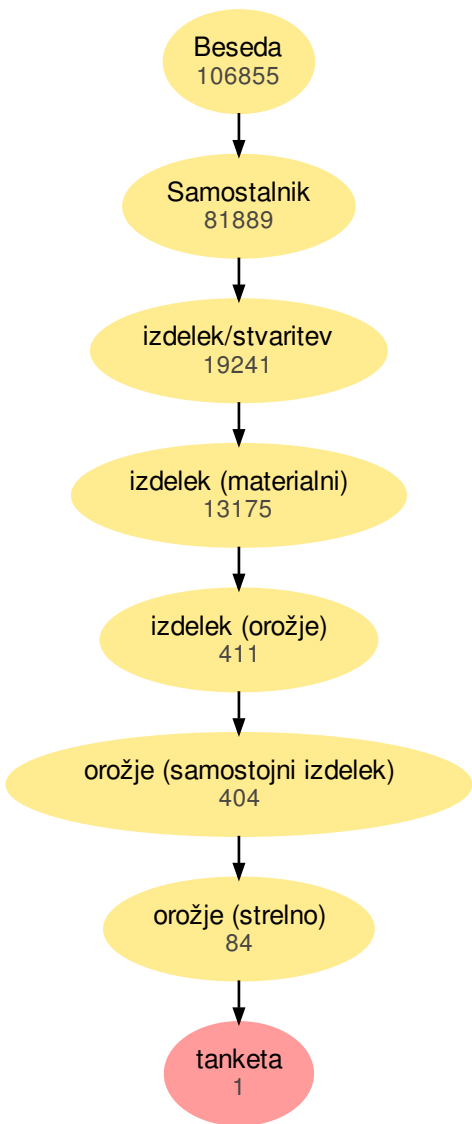 Beseda
106855
Samostalnik
81889
izdelek/stvaritev
19241
izdelek (materialni)
13175
izdelek (orožje)
411
orožje (samostojni izdelek)
404
orožje (strelno)
84
tanketa
1